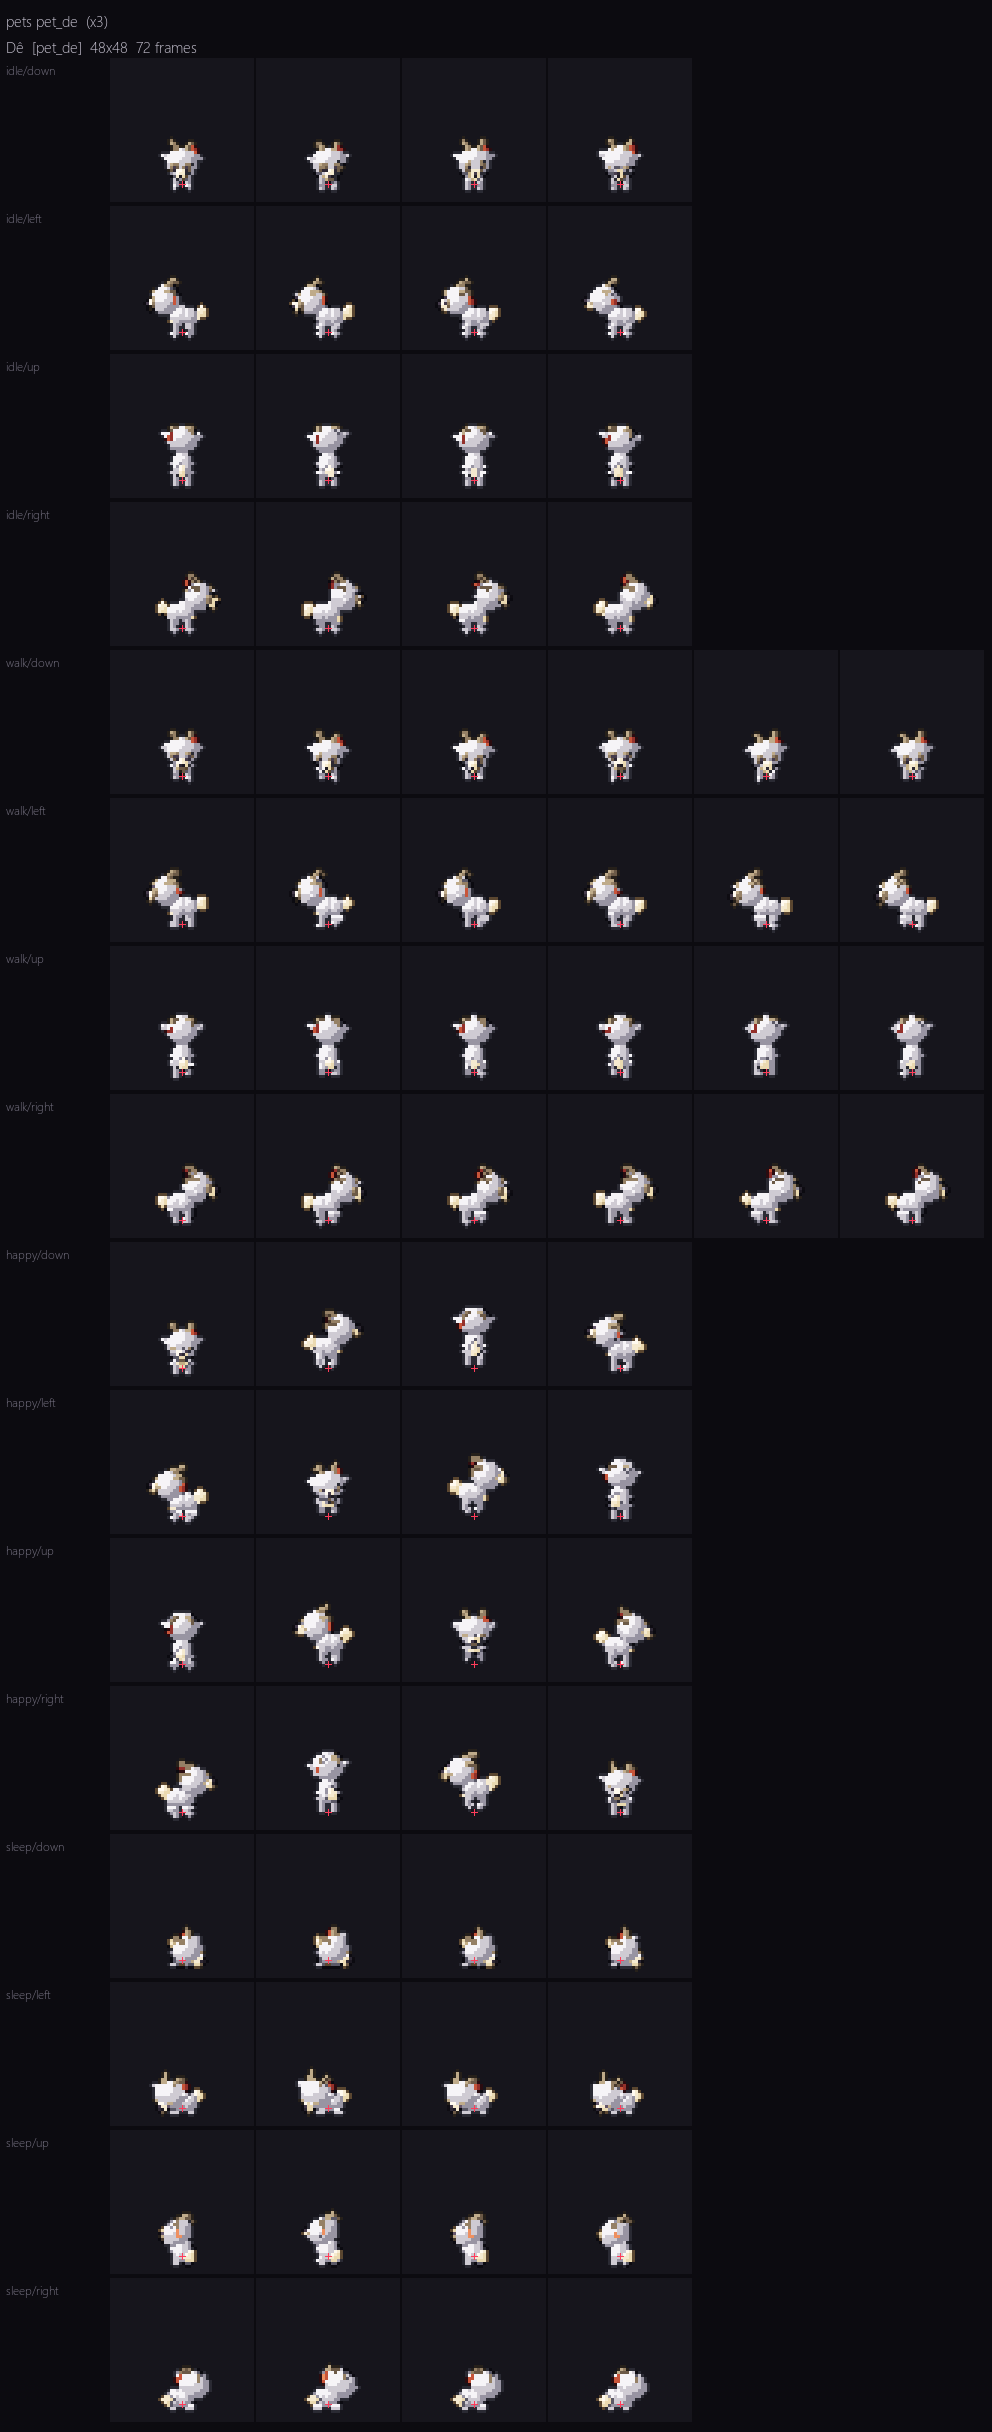 pets pet_de (x3)
Dê [pet_de] 48x48 72 frames
idle/down
idle/left
idle/up
idle/right
walk/down
walk/left
walk/up
walk/right
happy/down
happy/left
happy/up
happy/right
sleep/down
sleep/left
sleep/up
sleep/right